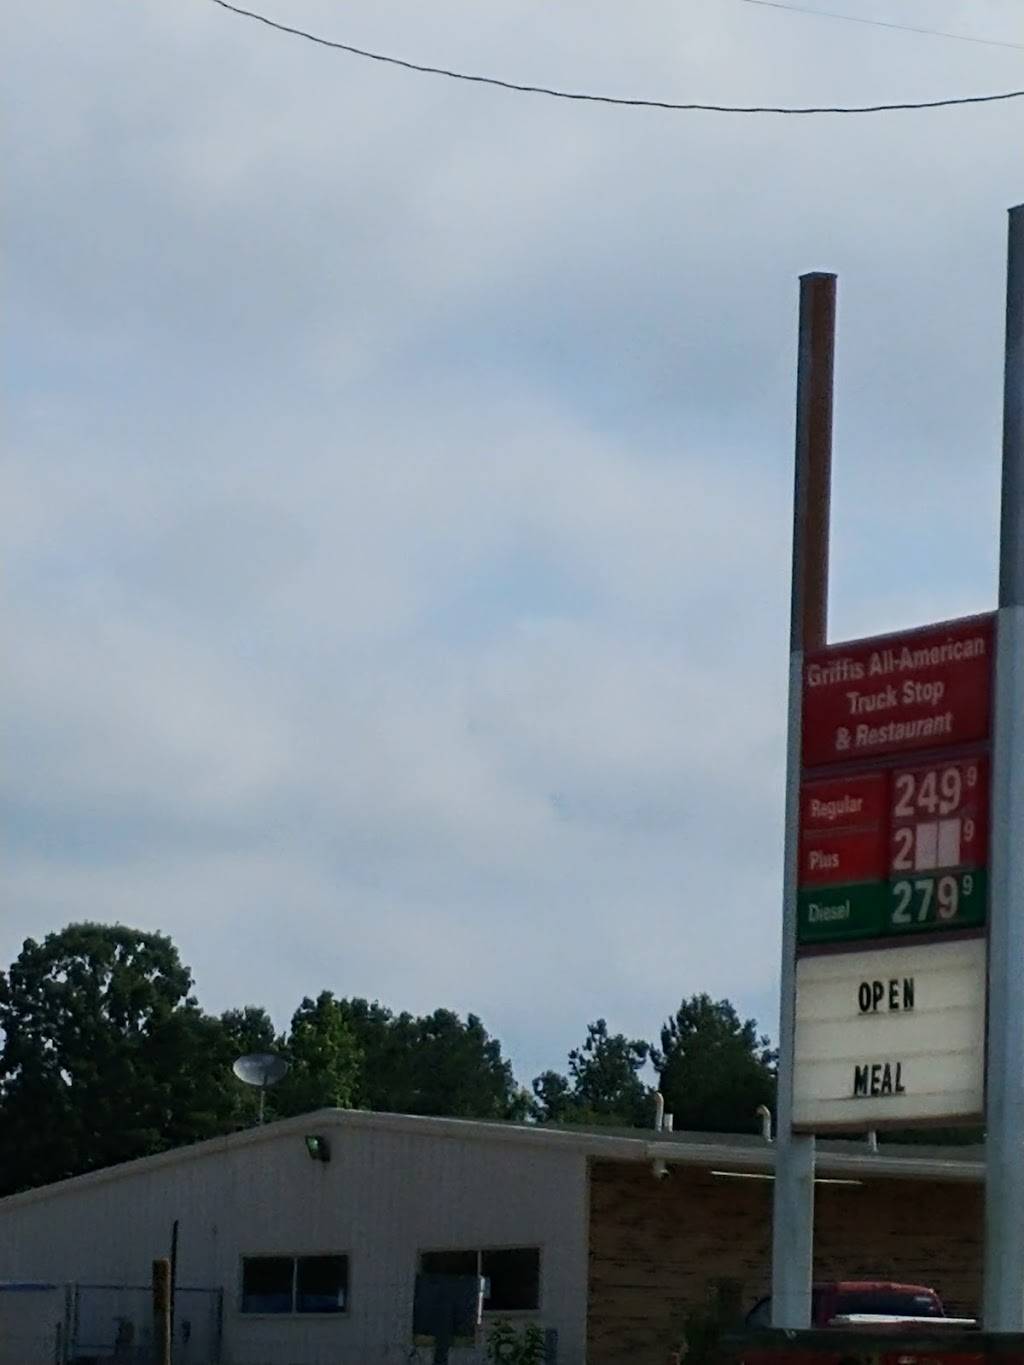 Griffis All-American
Truck Stop
& Restaurant
Regular 249 9
Plus 2 9
Diesel 279 9
OPEN
MEAL